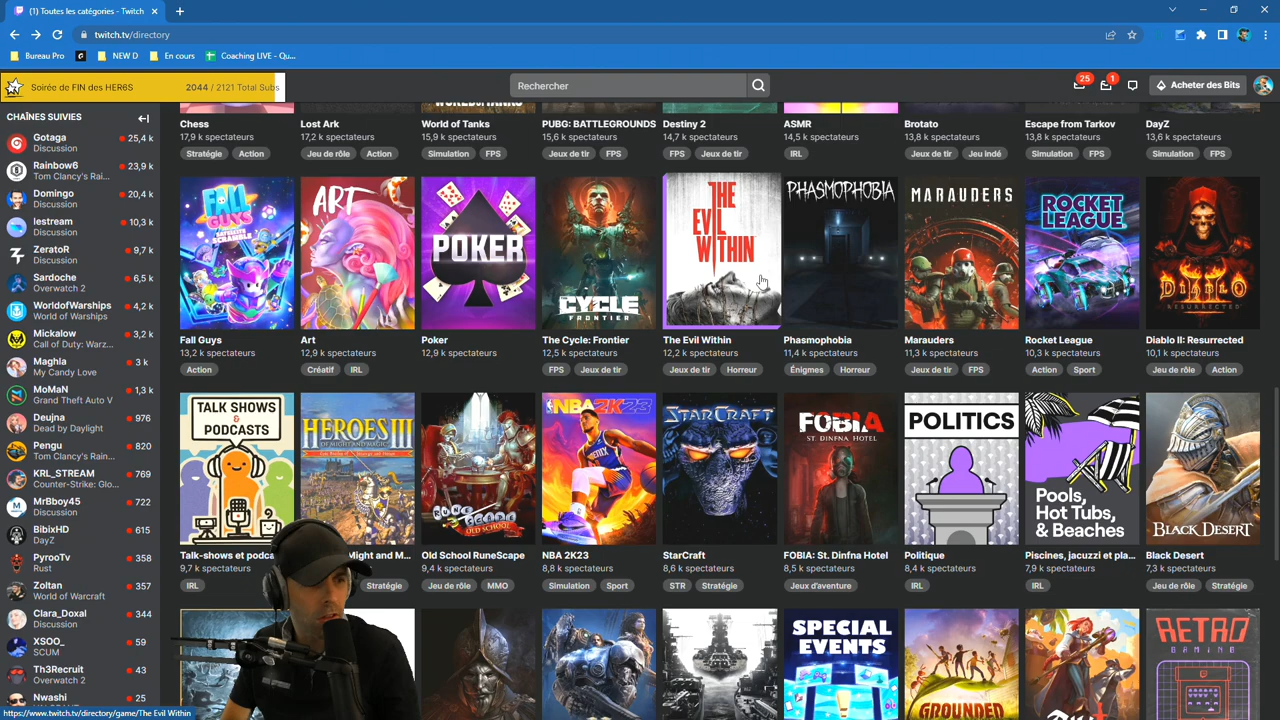 (1) Toutes les catégories - Twitch
twitch.tv/directory
Bureau Pro
NEW D
En cours
Coaching LIVE - Qu...
Soirée de FIN des HER6S 2044 / 2121 Total Subs
Rechercher
25
1
Acheter des Bits
CHAÎNES SUIVIES
Gotaga 25,4 k
Rainbow6 23,9 k
Tom Clancy's Rai...
Domingo 20,4 k
Discussion
Iestream 10,3 k
Discussion
ZeratoR 9,7 k
Discussion
Sardoche 6,5 k
Overwatch 2
WorldofWarships 4,2 k
World of Warships
Mickalow 3,2 k
Call of Duty: Warz...
Maghla 3 k
My Candy Love
MoMaN 1,3 k
Grand Theft Auto V
Deujna 976
Dead by Daylight
Pengu 820
Tom Clancy's Rain...
KRL_STREAM 769
Counter-Strike: Glo...
MrBboy45 722
Discussion
BibixHD 615
DayZ
PyrooTv 358
Rust
Zoltan 357
World of Warcraft
Clara_Doxal 344
Discussion
XSOO_ 59
SCUM
Th3Recruit 43
Overwatch 2
Nwashi 25
https://www.twitch.tv/directory/game/The Evil Within
WORLD OF TANKS
Chess Lost Ark World of Tanks PUBG: BATTLEGROUNDS Destiny 2 ASMR Brotato Escape from Tarkov DayZ
17,9 k spectateurs 17,2 k spectateurs 15,9 k spectateurs 15,6 k spectateurs 14,7 k spectateurs 14,5 k spectateurs 13,8 k spectateurs 13,8 k spectateurs 13,6 k spectateurs
Stratégie Action Jeu de rôle Action Simulation FPS Jeux de tir FPS FPS Jeux de tir IRL Jeux de tir Jeu indé Simulation FPS Simulation FPS
FALL
GUYS
ART
POKER
THE
CYCLE
FRONTIER
THE
EVIL
WITHIN
PHASMOPHOBIA
MARAUDERS
ROCKET
LEAGUE
DIABLO
II
RESURRECTED
Fall Guys Art Poker The Cycle: Frontier The Evil Within Phasmophobia Marauders Rocket League Diablo II: Resurrected
13,2 k spectateurs 12,9 k spectateurs 12,9 k spectateurs 12,5 k spectateurs 12,2 k spectateurs 11,4 k spectateurs 11,3 k spectateurs 10,3 k spectateurs 10,1 k spectateurs
Action Créatif IRL FPS Jeux de tir Jeux de tir Horreur Énigmes Horreur Jeux de tir FPS Action Sport Jeu de rôle Action
TALK SHOWS
&
PODCASTS
HEROES III
OF MIGHT AND MAGIC
RUNESCAPE
OLD SCHOOL
NBA 2K23
STARCRAFT
FOBIA
ST. DINFNA HOTEL
POLITICS
Pools,
Hot Tubs,
& Beaches
BLACK DESERT
Talk-shows et podca Might and M... Old School RuneScape NBA 2K23 StarCraft FOBIA: St. Dinfna Hotel Politique Piscines, jacuzzi et pla... Black Desert
9,7 k spectateurs 9,4 k spectateurs 8,8 k spectateurs 8,6 k spectateurs 8,5 k spectateurs 8,4 k spectateurs 7,9 k spectateurs 7,3 k spectateurs
IRL Stratégie Jeu de rôle MMO Simulation Sport STR Stratégie Jeux d'aventure IRL IRL Jeu de rôle Stratégie
SPECIAL
EVENTS
GROUNDED
RETRO
GAMING